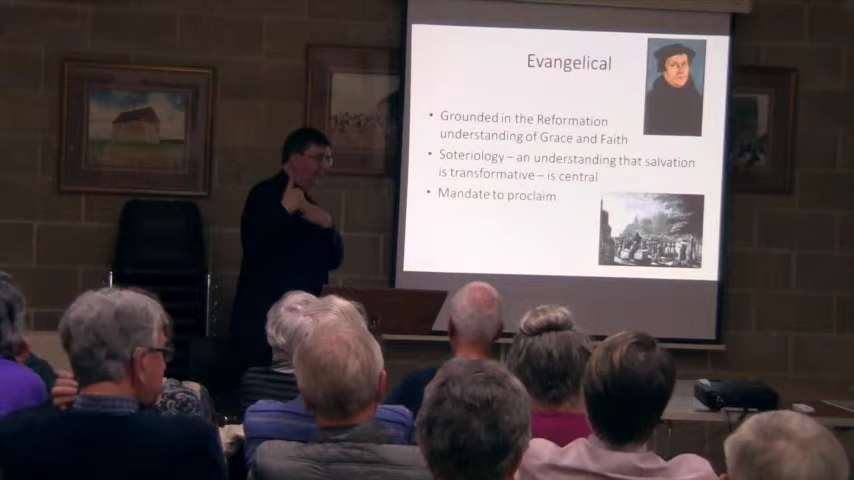 Evangelical
• Grounded in the Reformation
understanding of Grace and Faith
• Soteriology – an understanding that salvation
is transformative – is central
• Mandate to proclaim